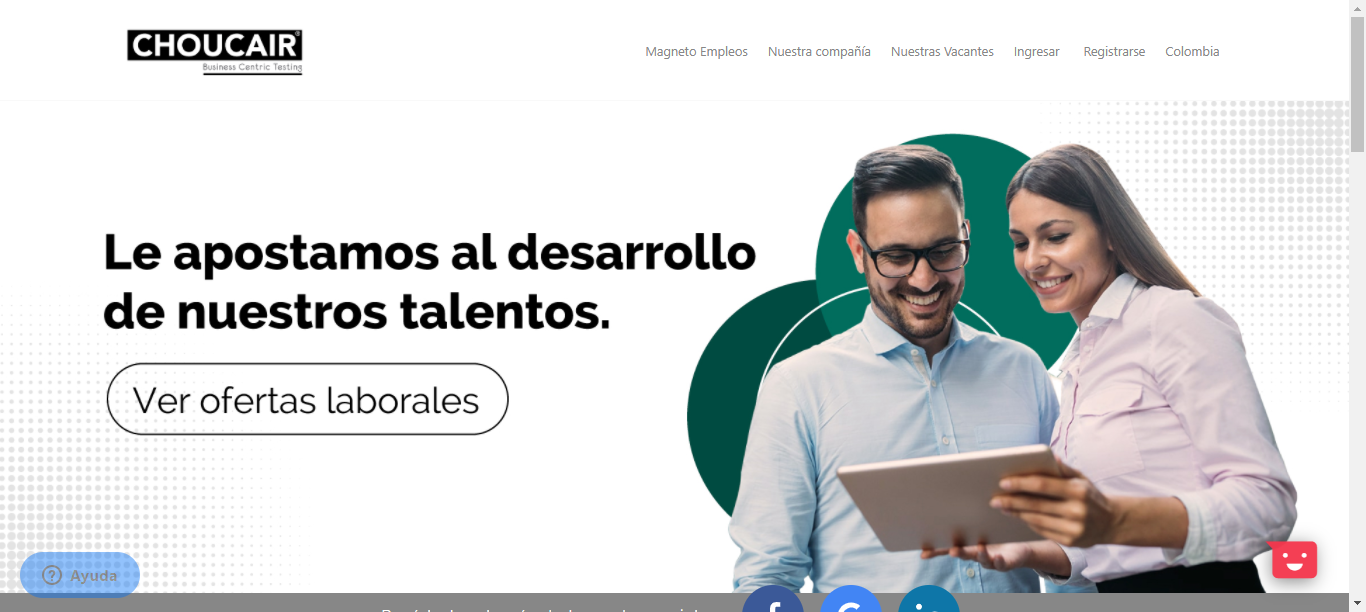 CHOUCAIR®
Business Centric Testing
Magneto Empleos Nuestra compañía Nuestras Vacantes Ingresar Registrarse Colombia
Le apostamos al desarrollo
de nuestros talentos.
Ver ofertas laborales
Ayuda